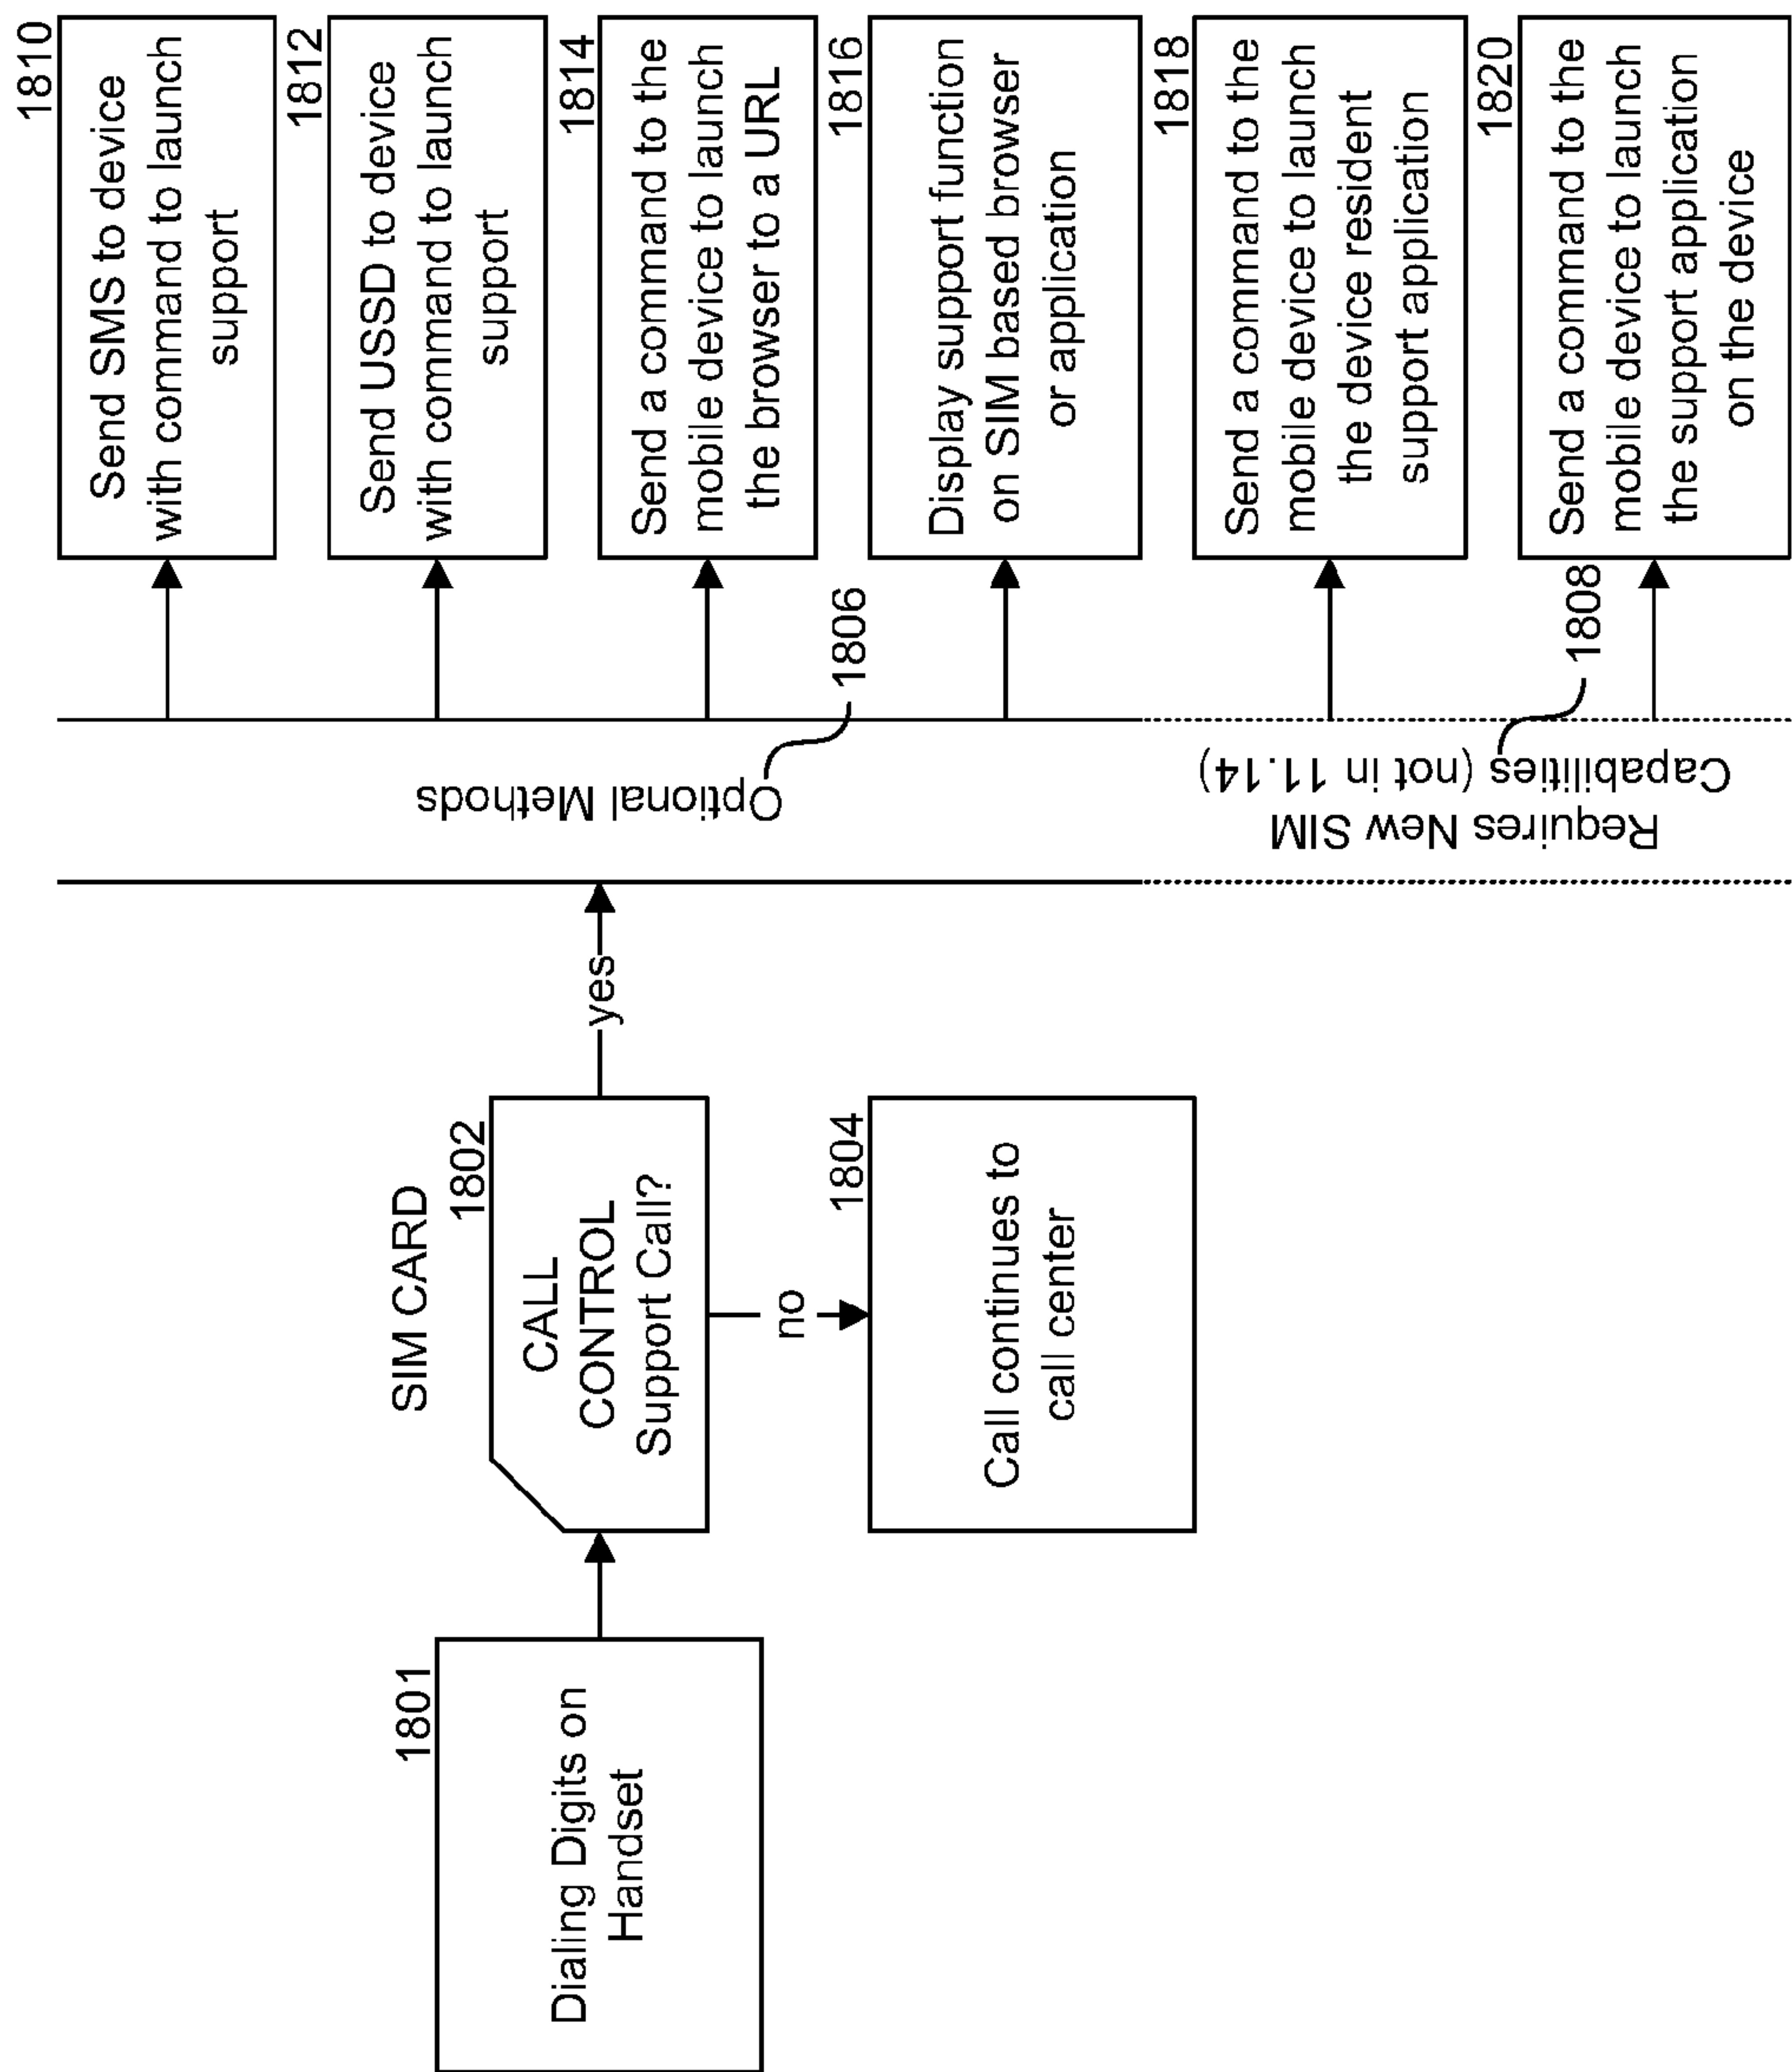 1801
Dialing Digits on
Handset
SIM CARD
1802
CALL
CONTROL
Support Call?
yes
no
1804
Call continues to
call center
Optional Methods
1806
Requires New SIM
Capabilities (not in 11.14)
1808
1810
Send SMS to device
with command to launch
support
1812
Send USSD to device
with command to launch
support
1814
Send a command to the
mobile device to launch
the browser to a URL
1816
Display support function
on SIM based browser
or application
1818
Send a command to the
mobile device to launch
the device resident
support application
1820
Send a command to the
mobile device to launch
the support application
on the device